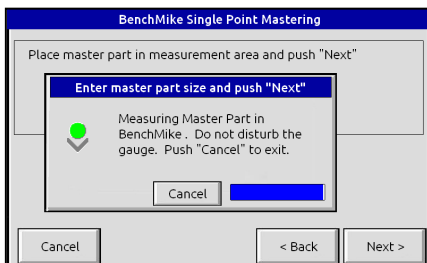 BenchMike Single Point Mastering
Place master part in measurement area and push "Next"
Enter master part size and push "Next"
Measuring Master Part in
BenchMike . Do not disturb the
gauge. Push "Cancel" to exit.
Cancel
Cancel
< Back
Next >